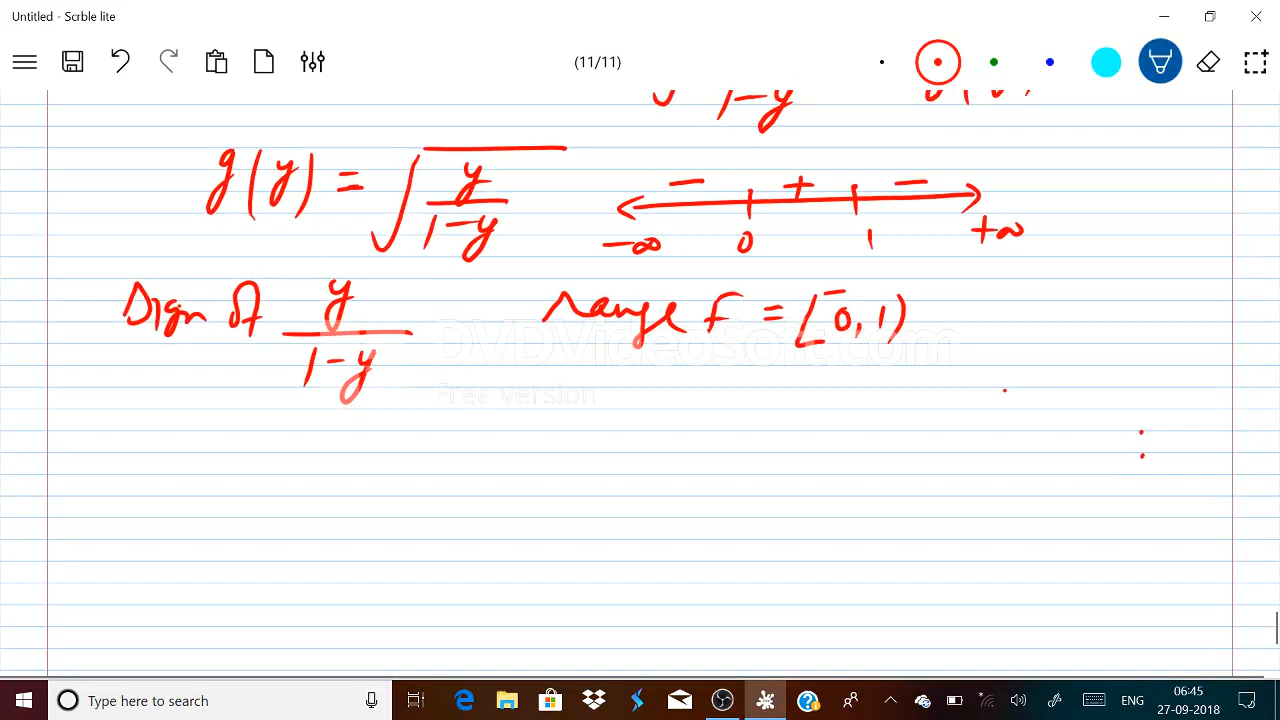 Untitled - Scrble lite
(11/11)
1-y
g(y) = √(y/(1-y))
- + -
-∞ 0 1 +∞
Sign of y/(1-y)
range f = [0, 1)
DVDVideoSoft.com
Free version
Type here to search
ENG
06:45
27-09-2018